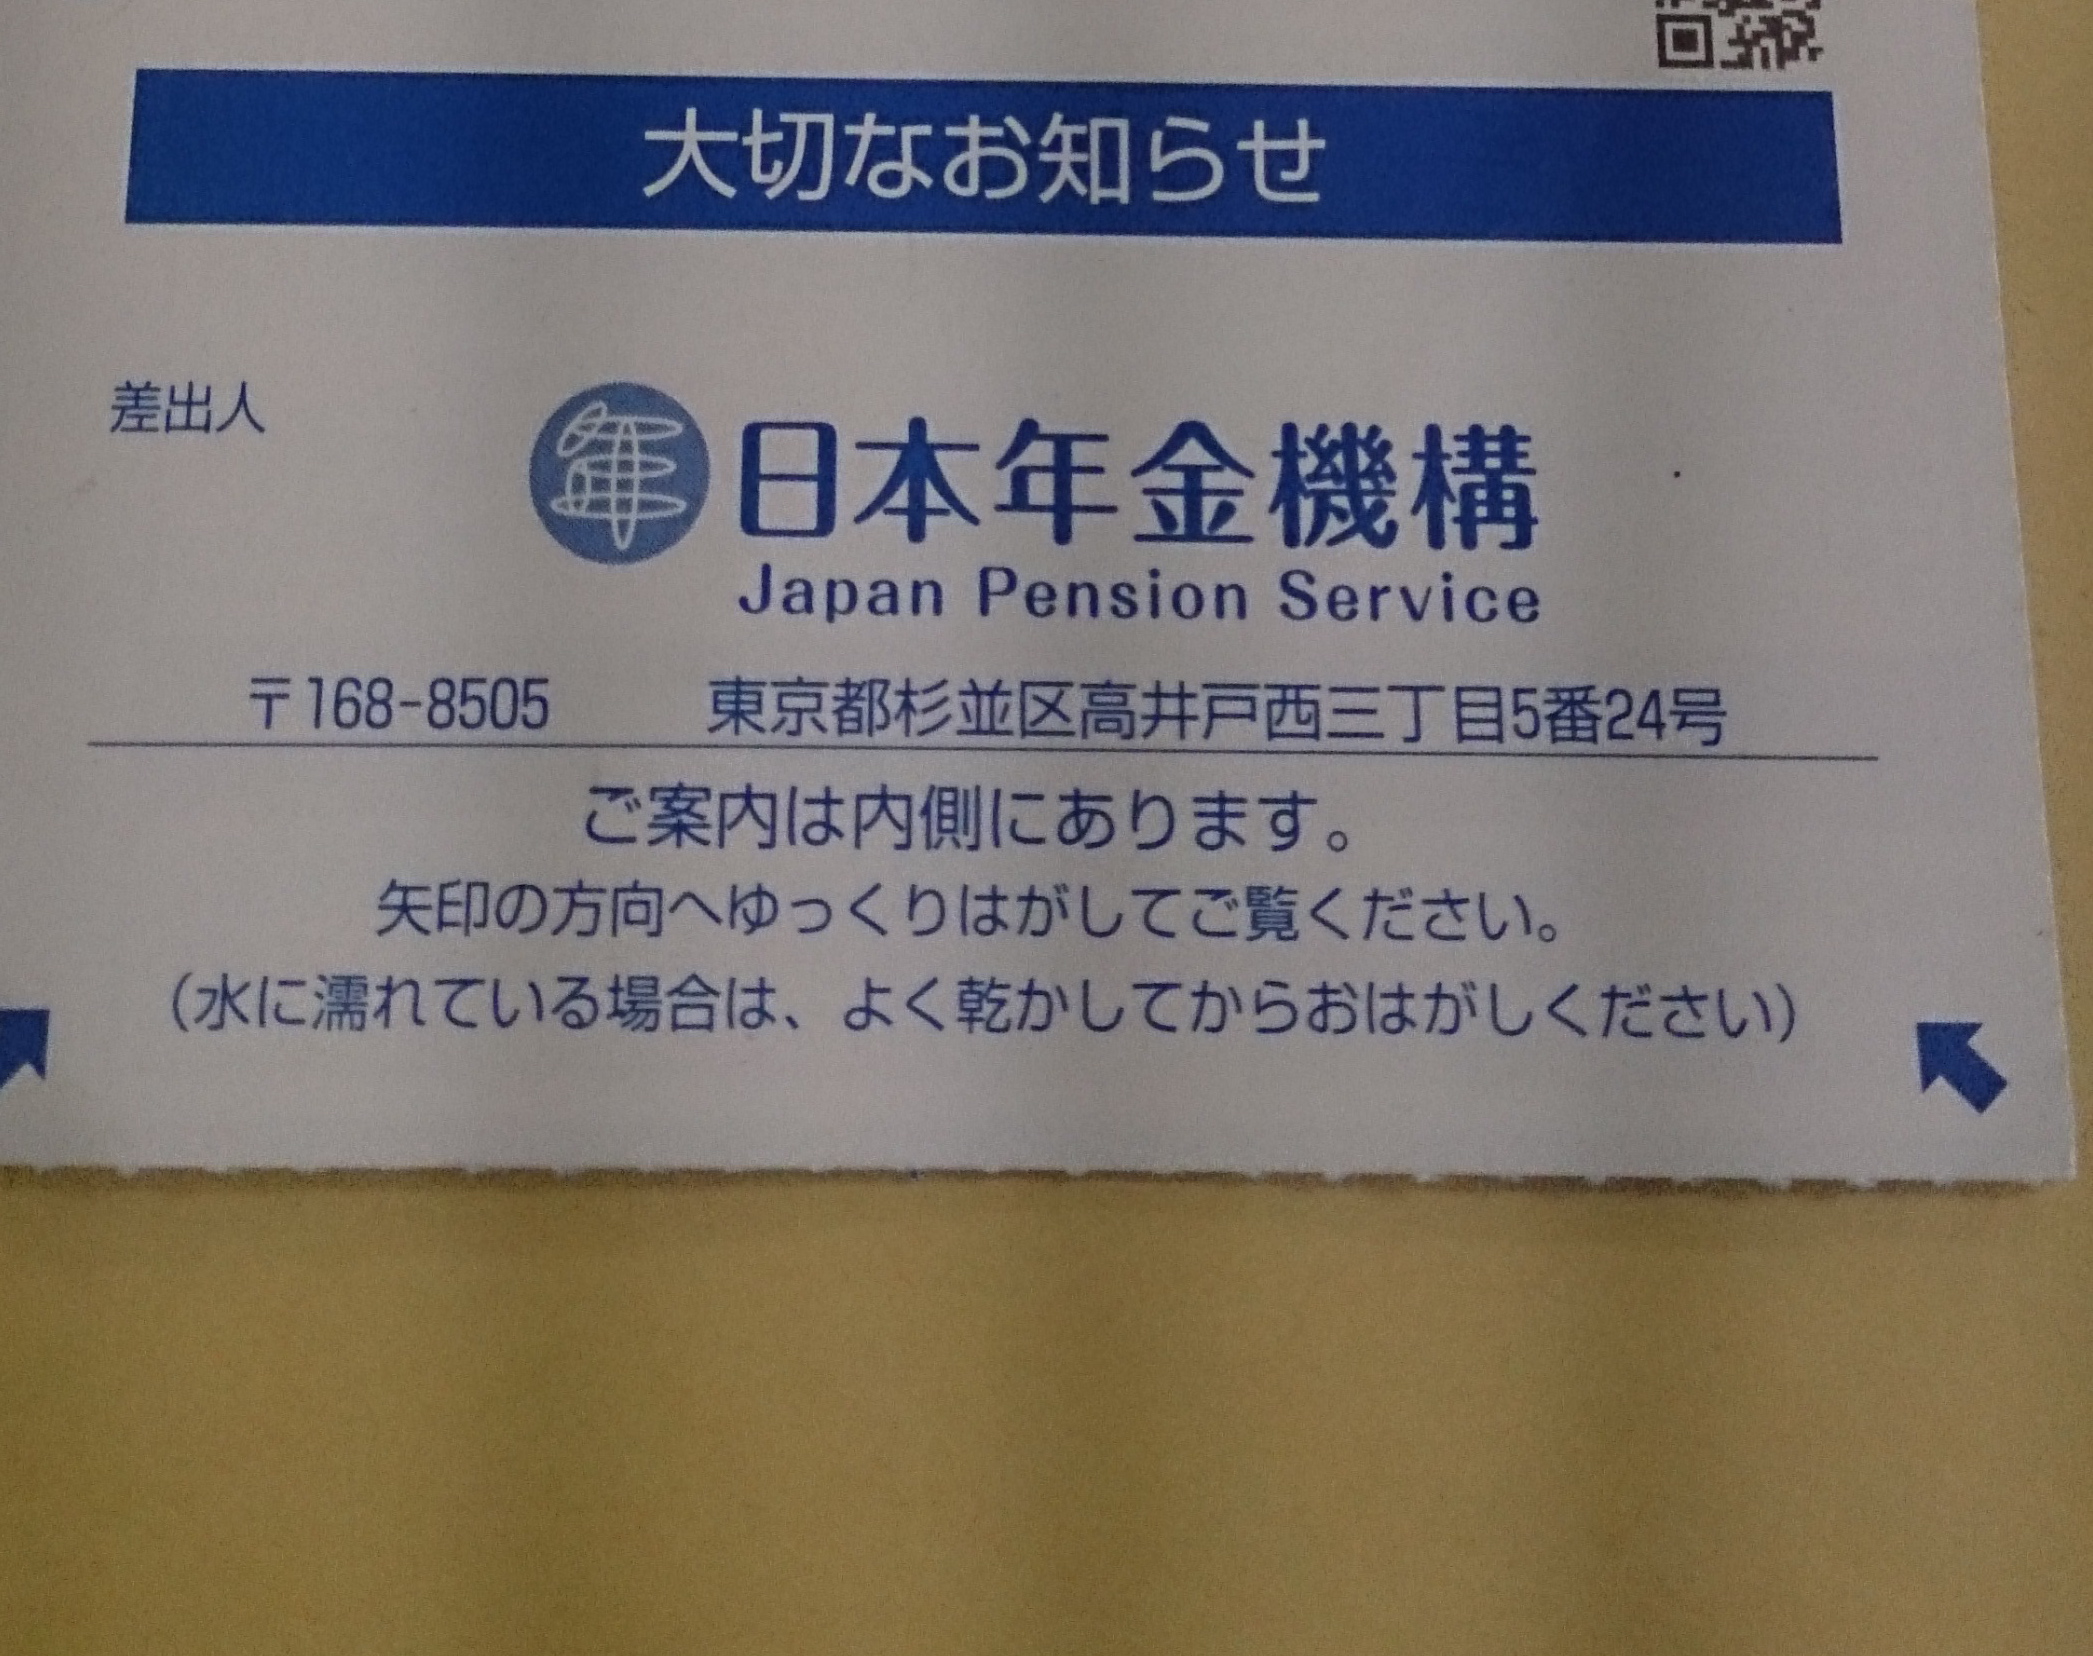 大切なお知らせ
差出人
日本年金機構
Japan Pension Service
〒168-8505 東京都杉並区高井戸西三丁目5番24号
ご案内は内側にあります。
矢印の方向へゆっくりはがしてご覧ください。
（水に濡れている場合は、よく乾かしてからおはがしください）